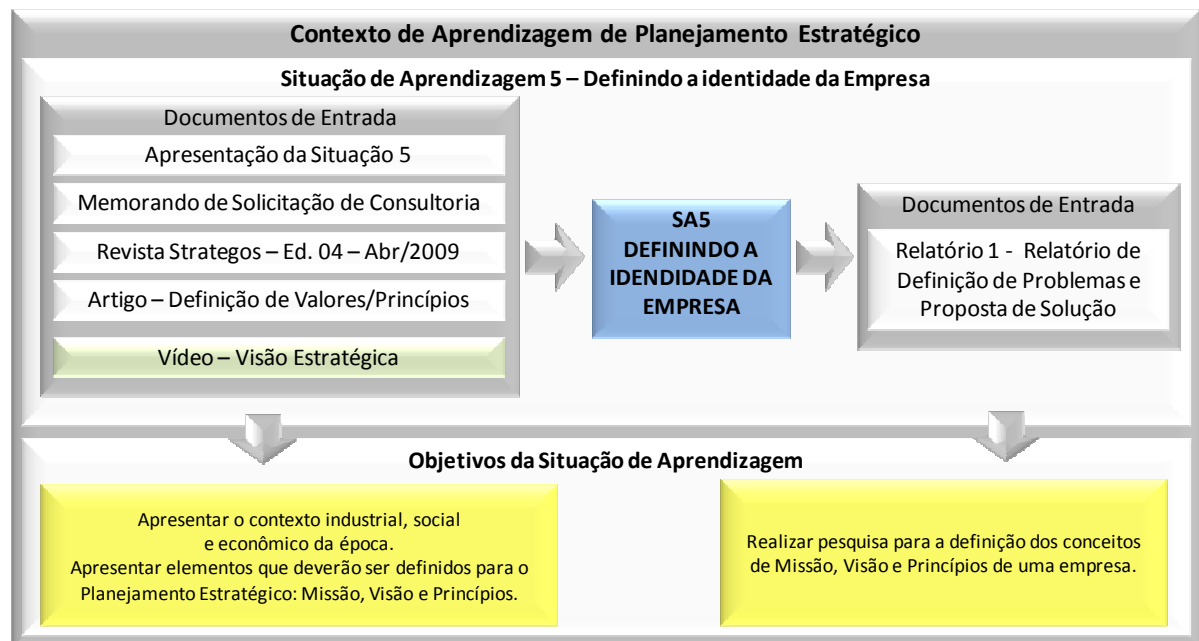 Contexto de Aprendizagem de Planejamento Estratégico
Situação de Aprendizagem 5 – Definindo a identidade da Empresa
Documentos de Entrada
Apresentação da Situação 5
Memorando de Solicitação de Consultoria
Revista Strategos – Ed. 04 – Abr/2009
Artigo – Definição de Valores/Princípios
Vídeo – Visão Estratégica
SA5
DEFININDO A
IDENDIDADE DA
EMPRESA
Documentos de Entrada
Relatório 1 - Relatório de
Definição de Problemas e
Proposta de Solução
Objetivos da Situação de Aprendizagem
Apresentar o contexto industrial, social
e econômico da época.
Apresentar elementos que deverão ser definidos para o
Planejamento Estratégico: Missão, Visão e Princípios.
Realizar pesquisa para a definição dos conceitos
de Missão, Visão e Princípios de uma empresa.